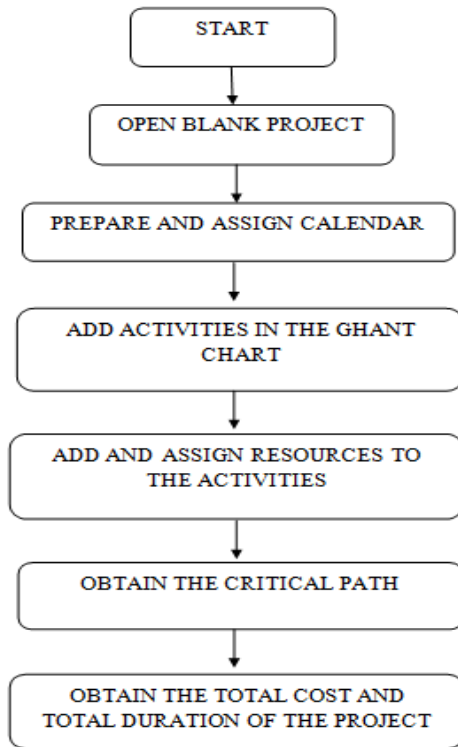 START
OPEN BLANK PROJECT
PREPARE AND ASSIGN CALENDAR
ADD ACTIVITIES IN THE GHANT
CHART
ADD AND ASSIGN RESOURCES TO
THE ACTIVITIES
OBTAIN THE CRITICAL PATH
OBTAIN THE TOTAL COST AND
TOTAL DURATION OF THE PROJECT